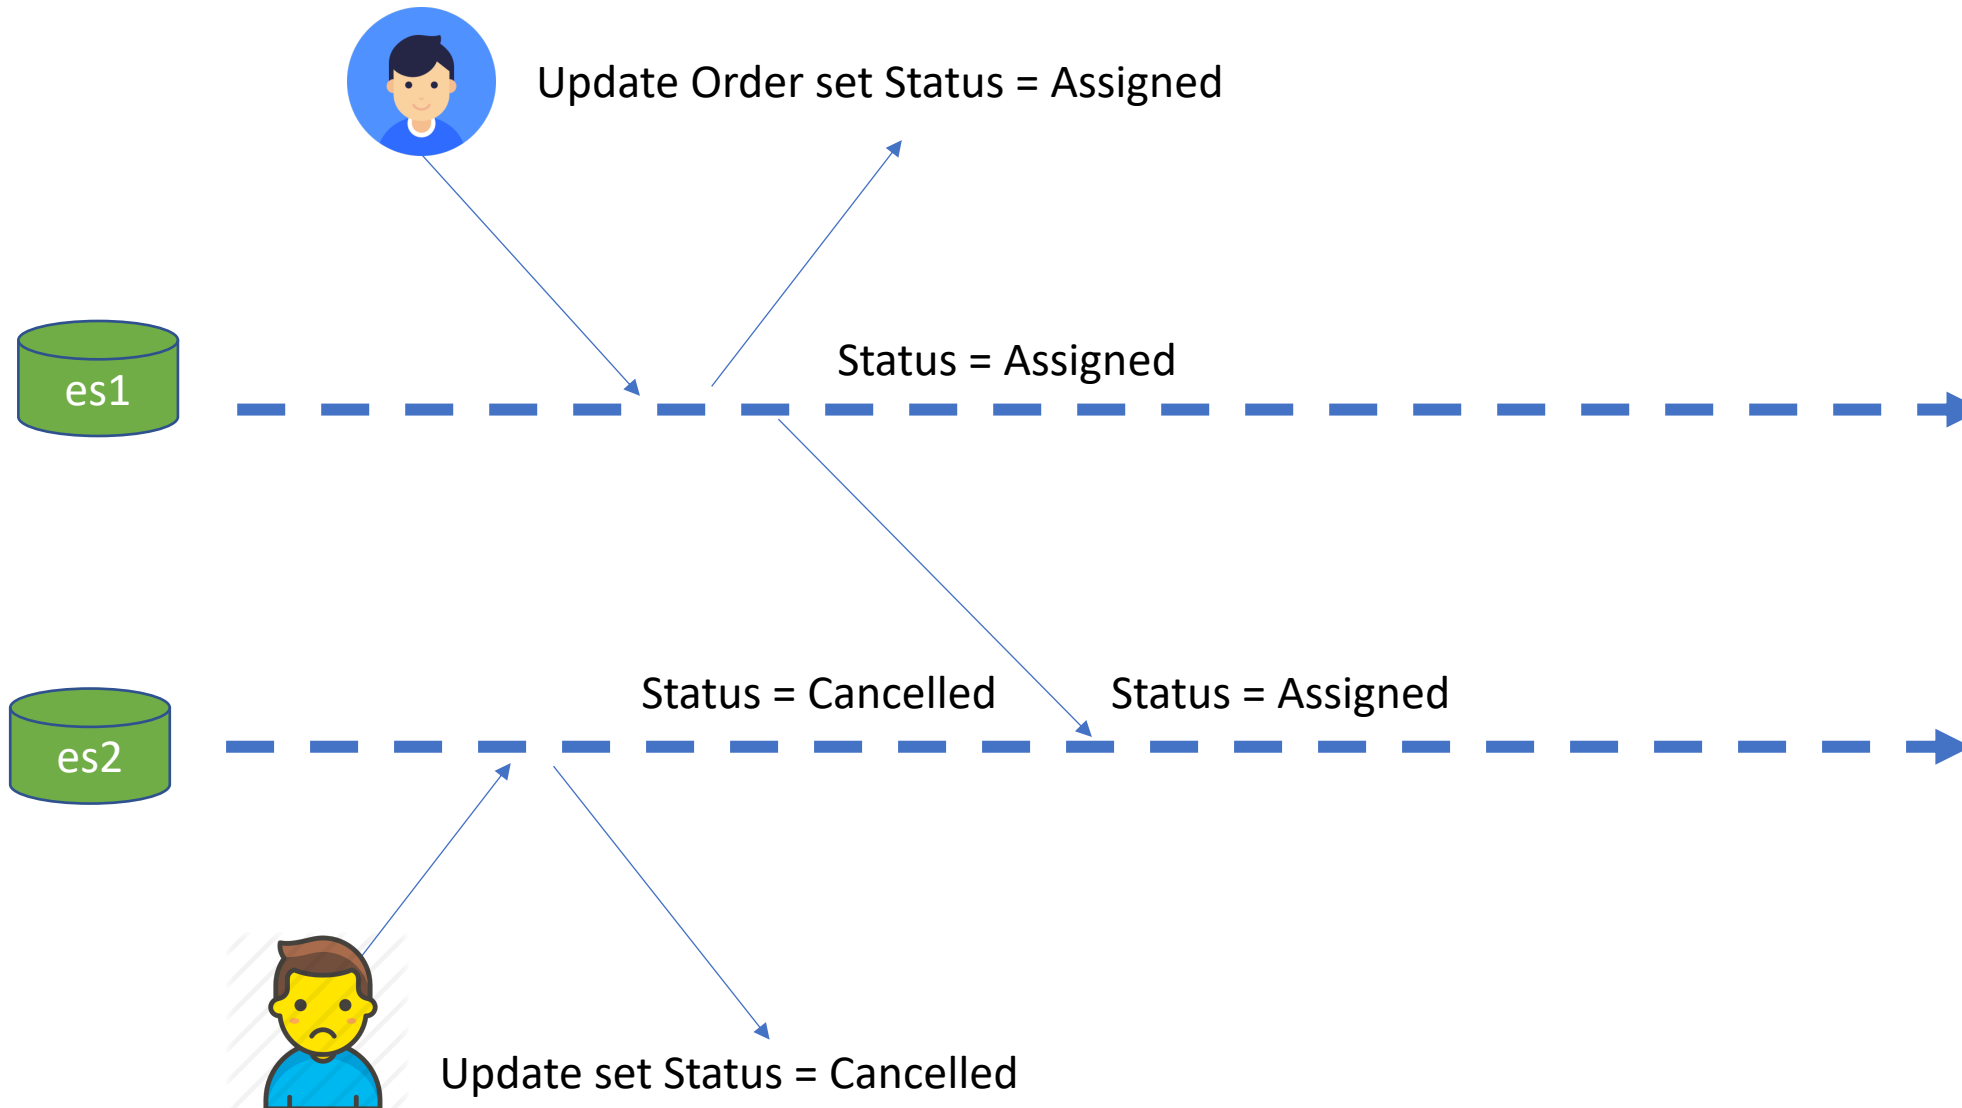 Update Order set Status = Assigned
Status = Assigned
es1
Status = Cancelled
Status = Assigned
es2
Update set Status = Cancelled